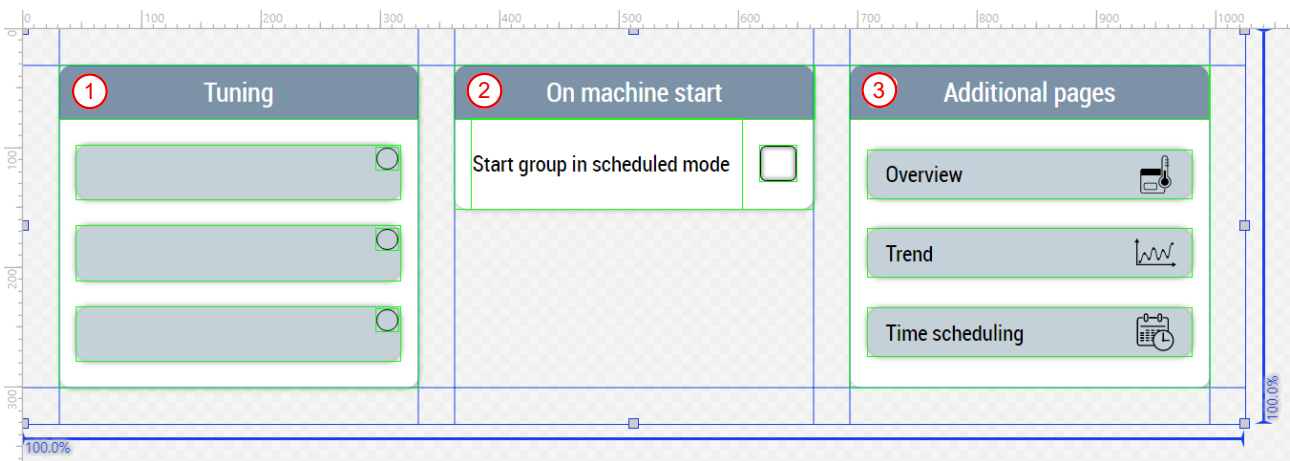 0 100 200 300 400 500 600 700 800 900 1000
0
100
200
300
1 Tuning
2 On machine start
Start group in scheduled mode
3 Additional pages
Overview
Trend
Time scheduling
100.0%
100.0%